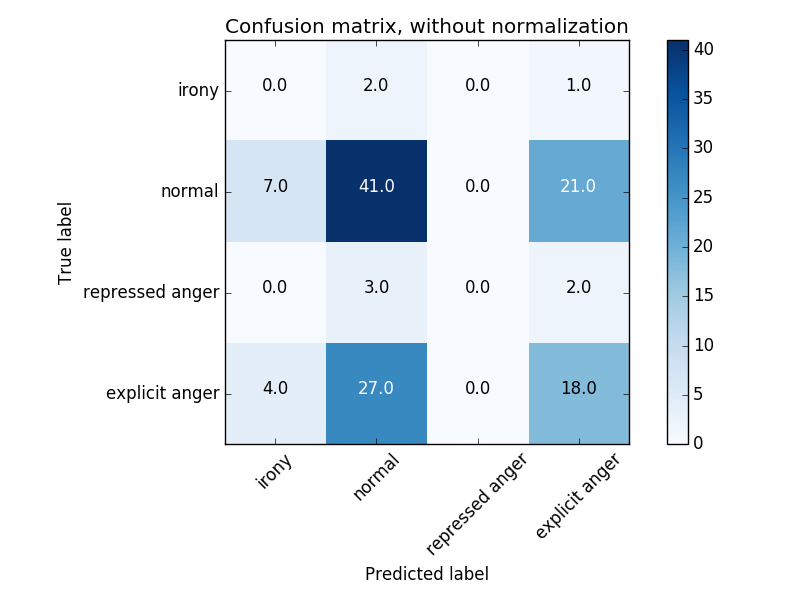 Confusion matrix, without normalization
irony 0.0 2.0 0.0 1.0
normal 7.0 41.0 0.0 21.0
repressed anger 0.0 3.0 0.0 2.0
explicit anger 4.0 27.0 0.0 18.0
irony normal repressed anger explicit anger
True label
Predicted label
40
35
30
25
20
15
10
5
0